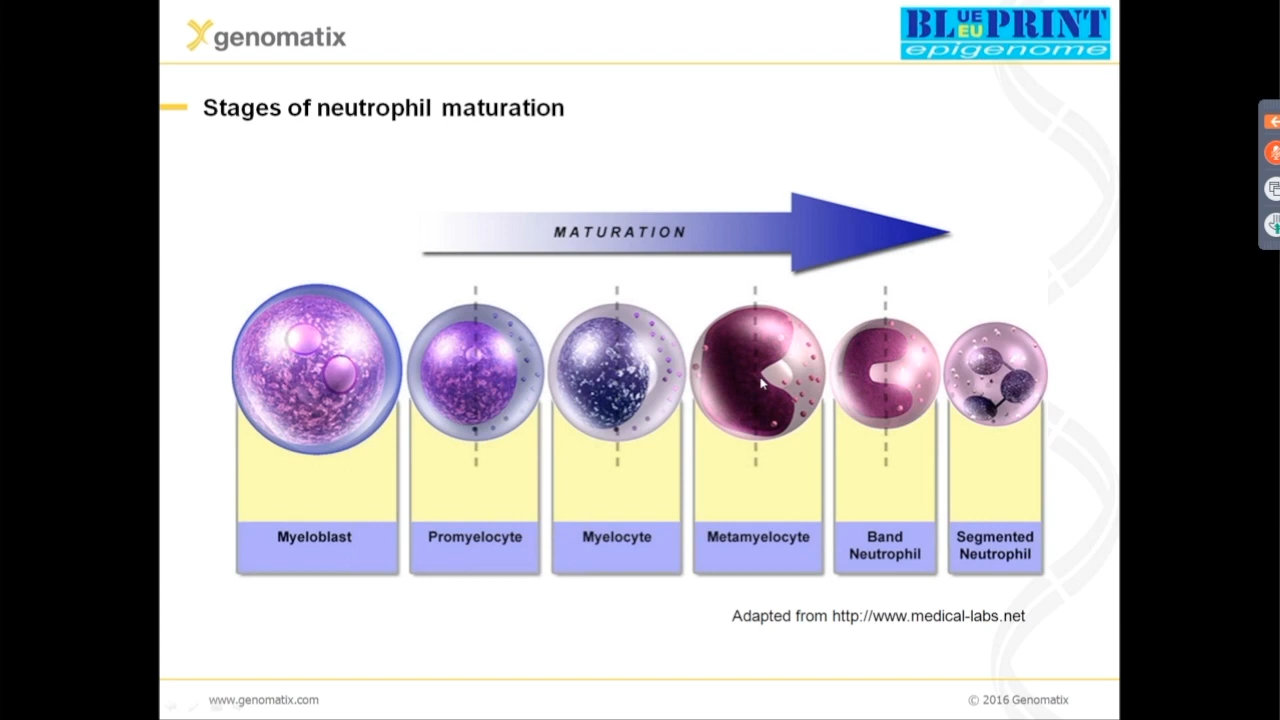 genomatix
BLUEPRINT
EU
epigenome
Stages of neutrophil maturation
MATURATION
Myeloblast
Promyelocyte
Myelocyte
Metamyelocyte
Band
Neutrophil
Segmented
Neutrophil
Adapted from http://www.medical-labs.net
www.genomatix.com
© 2016 Genomatix